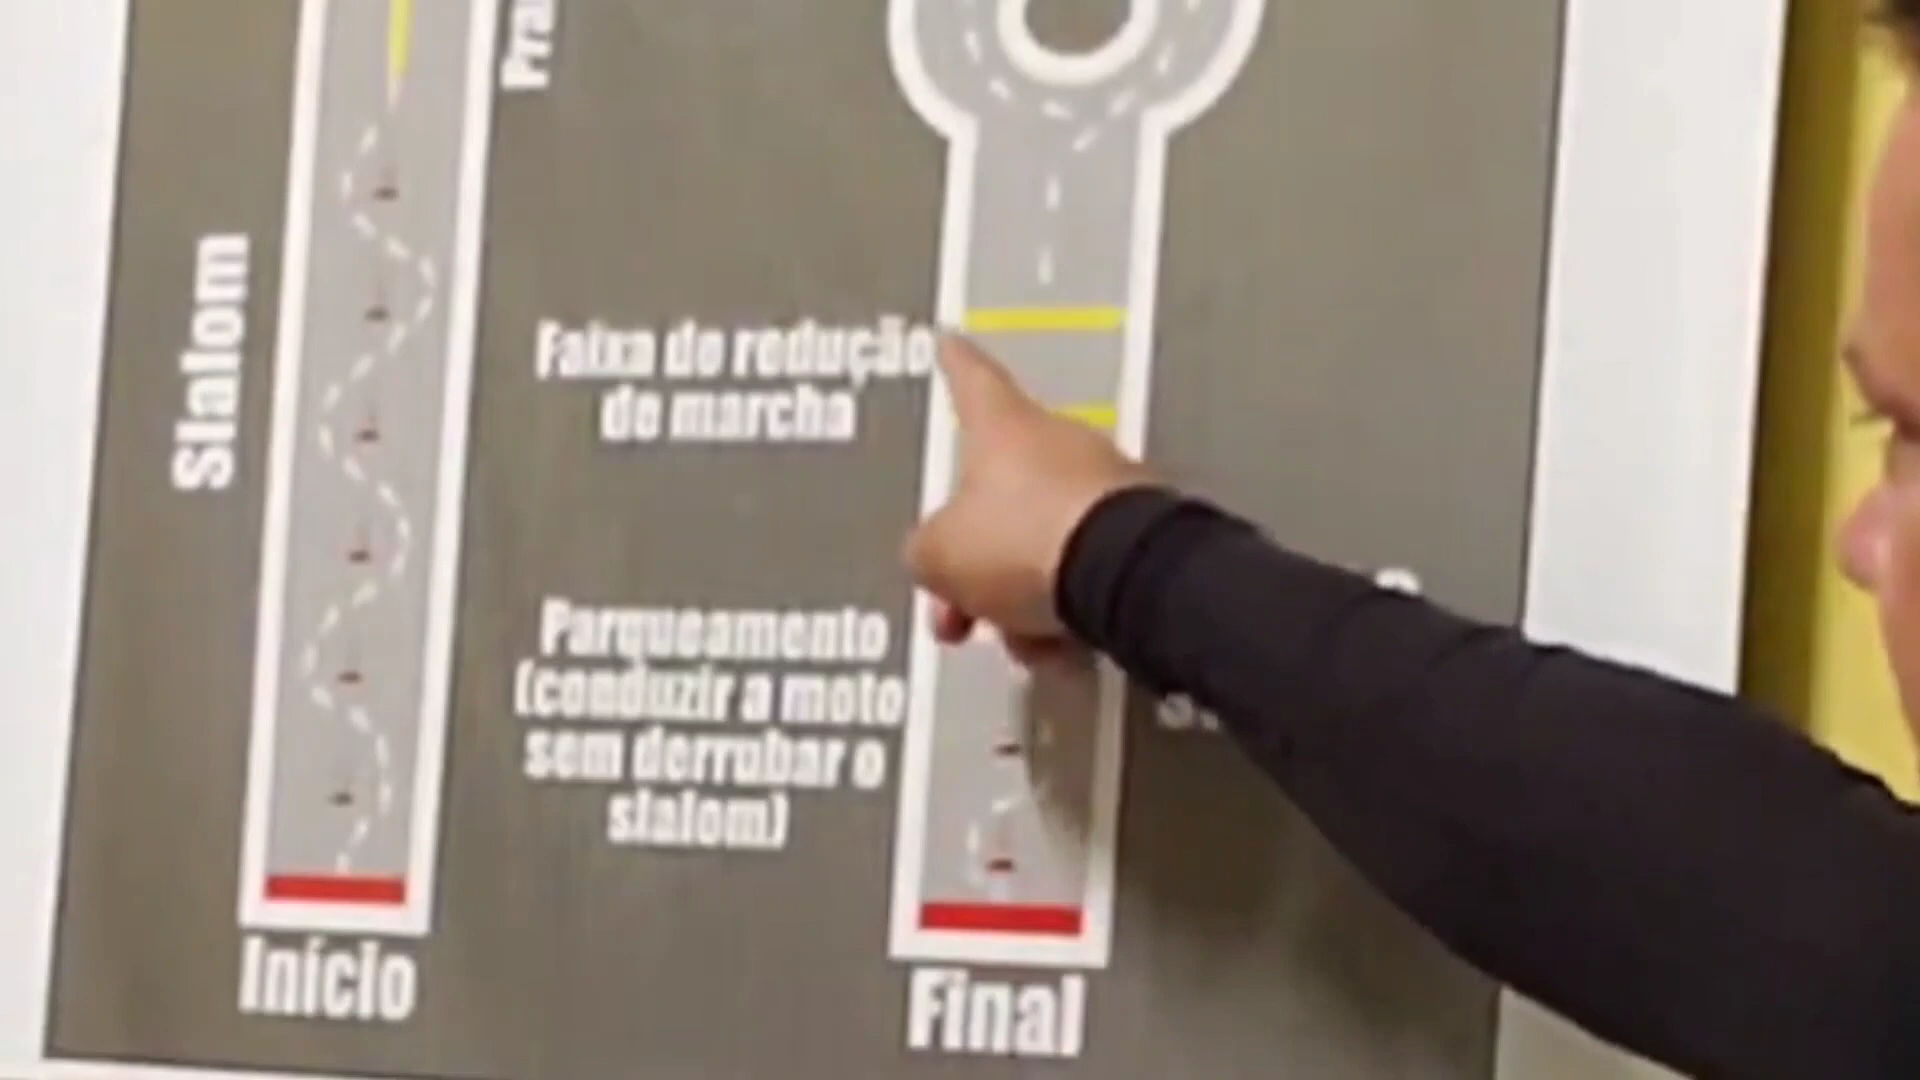 Slalom
Faixa de redução
de marcha
Parqueamento
(conduzir a moto
sem derrubar o
slalom)
Início
Final